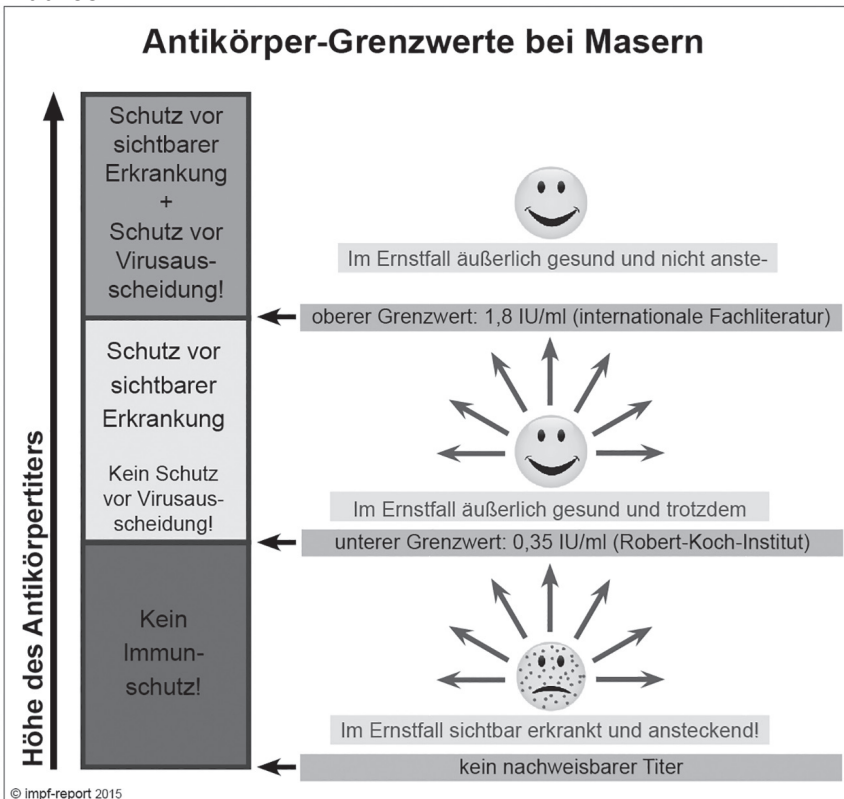 Antikörper-Grenzwerte bei Masern
Höhe des Antikörpertiters
Schutz vor
sichtbarer
Erkrankung
+
Schutz vor
Virusaus-
scheidung!
Im Ernstfall äußerlich gesund und nicht anste-
oberer Grenzwert: 1,8 IU/ml (internationale Fachliteratur)
Schutz vor
sichtbarer
Erkrankung
Kein Schutz
vor Virusaus-
scheidung!
Im Ernstfall äußerlich gesund und trotzdem
unterer Grenzwert: 0,35 IU/ml (Robert-Koch-Institut)
Kein
Immun-
schutz!
Im Ernstfall sichtbar erkrankt und ansteckend!
kein nachweisbarer Titer
© impf-report 2015